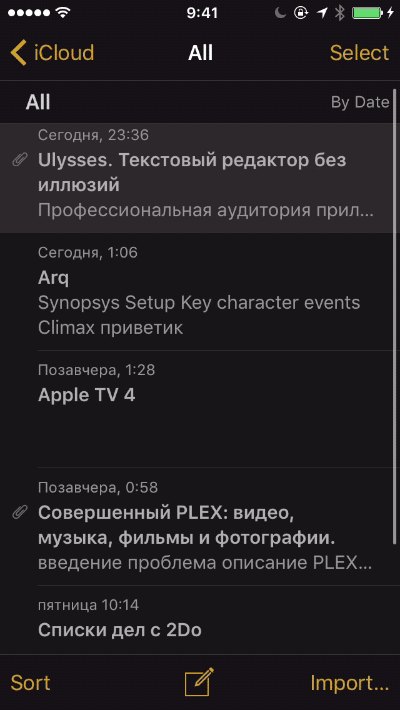 9:41
iCloud
All
Select
All
By Date
Сегодня, 23:36
Ulysses. Текстовый редактор без
иллюзий
Профессиональная аудитория прил...
Сегодня, 1:06
Arq
Synopsys Setup Key character events
Climax приветик
Позавчера, 1:28
Apple TV 4
Позавчера, 0:58
Совершенный PLEX: видео,
музыка, фильмы и фотографии.
введение проблема описание PLEX...
пятница 10:14
Списки дел с 2Do
Sort
Import...